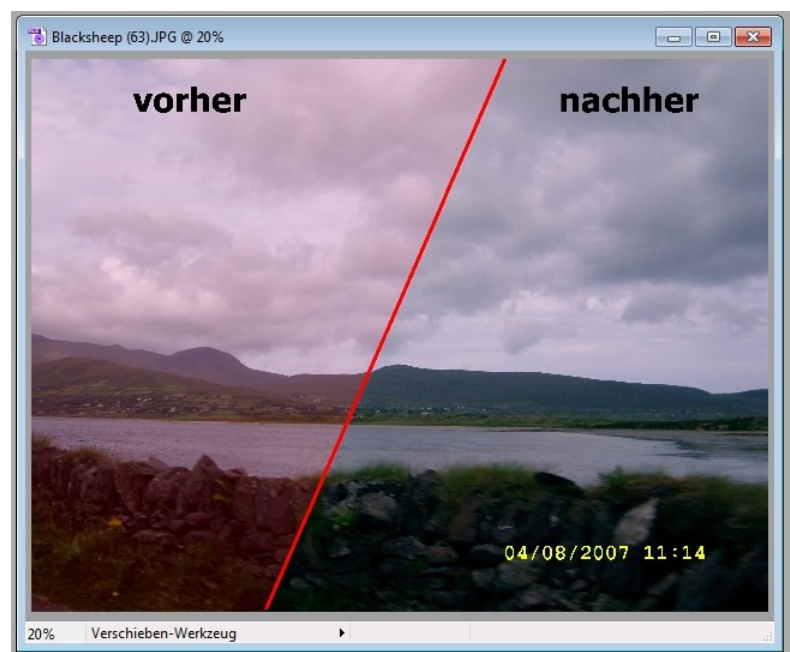 Blacksheep (63).JPG @ 20%
vorher
nachher
04/08/2007 11:14
20%
Verschieben-Werkzeug